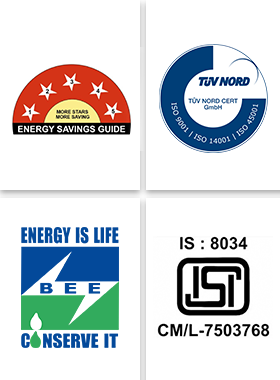 MORE STARS
MORE SAVING
ENERGY SAVINGS GUIDE
TÜV NORD
TÜV NORD CERT
GmbH
ISO 9001 | ISO 14001 | ISO 45001
ENERGY IS LIFE
BEE
CONSERVE IT
IS : 8034
ISI
CM/L-7503768